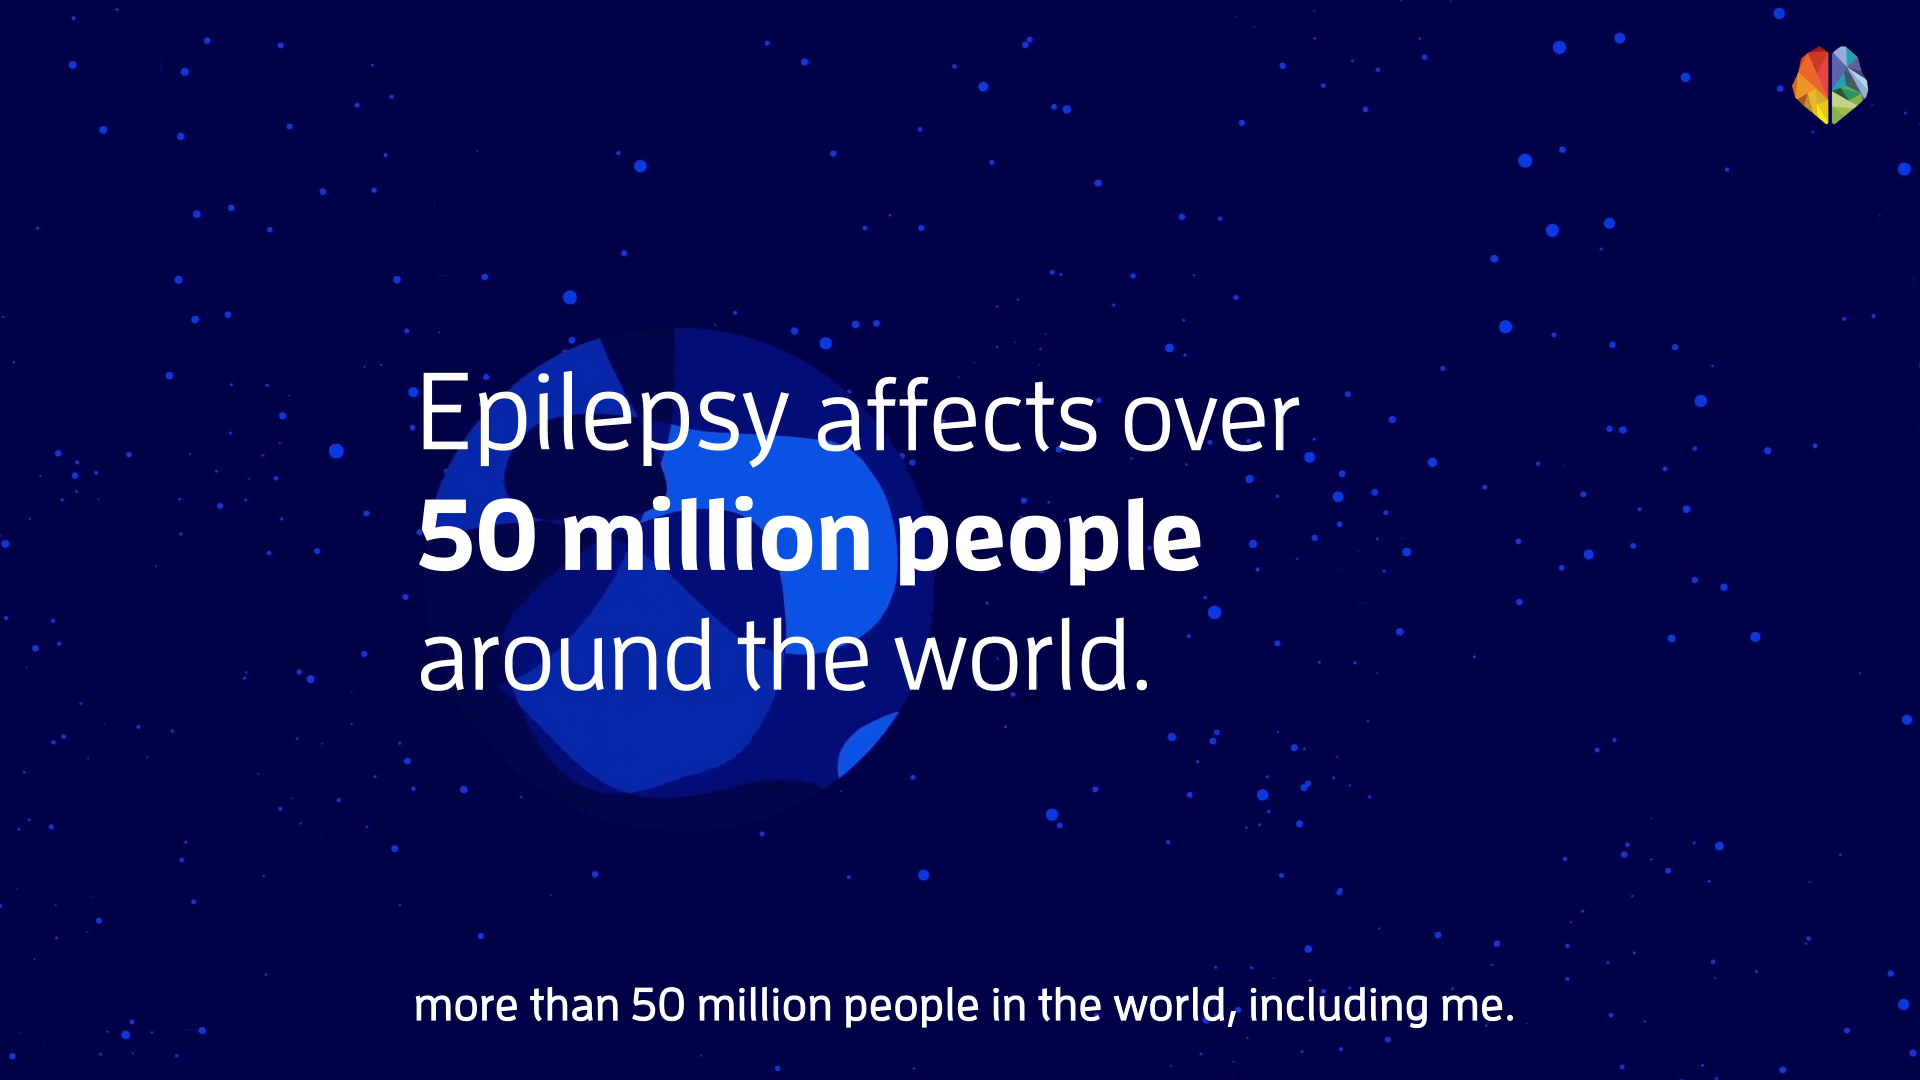 Epilepsy affects over
50 million people
around the world.
more than 50 million people in the world, including me.